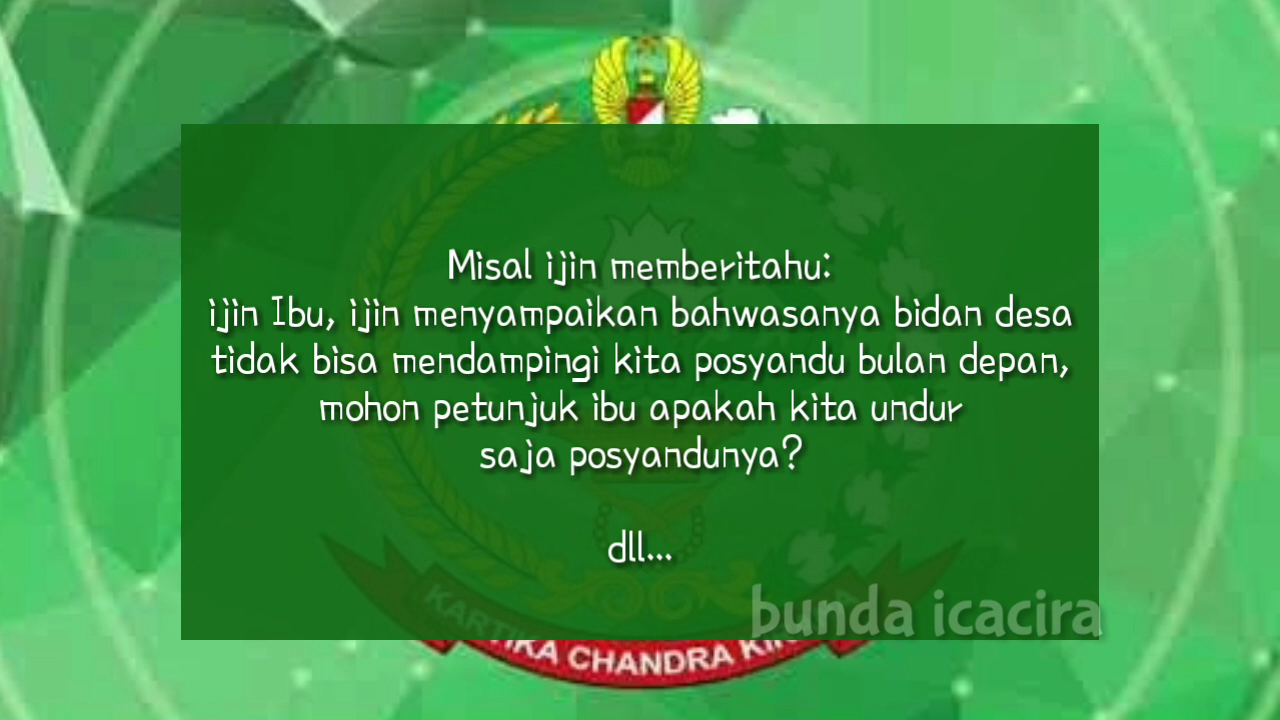 Misal ijin memberitahu:
ijin Ibu, ijin menyampaikan bahwasanya bidan desa
tidak bisa mendampingi kita posyandu bulan depan,
mohon petunjuk ibu apakah kita undur
saja posyandunya?
dll...
bunda icacira
KARTIKA CHANDRA